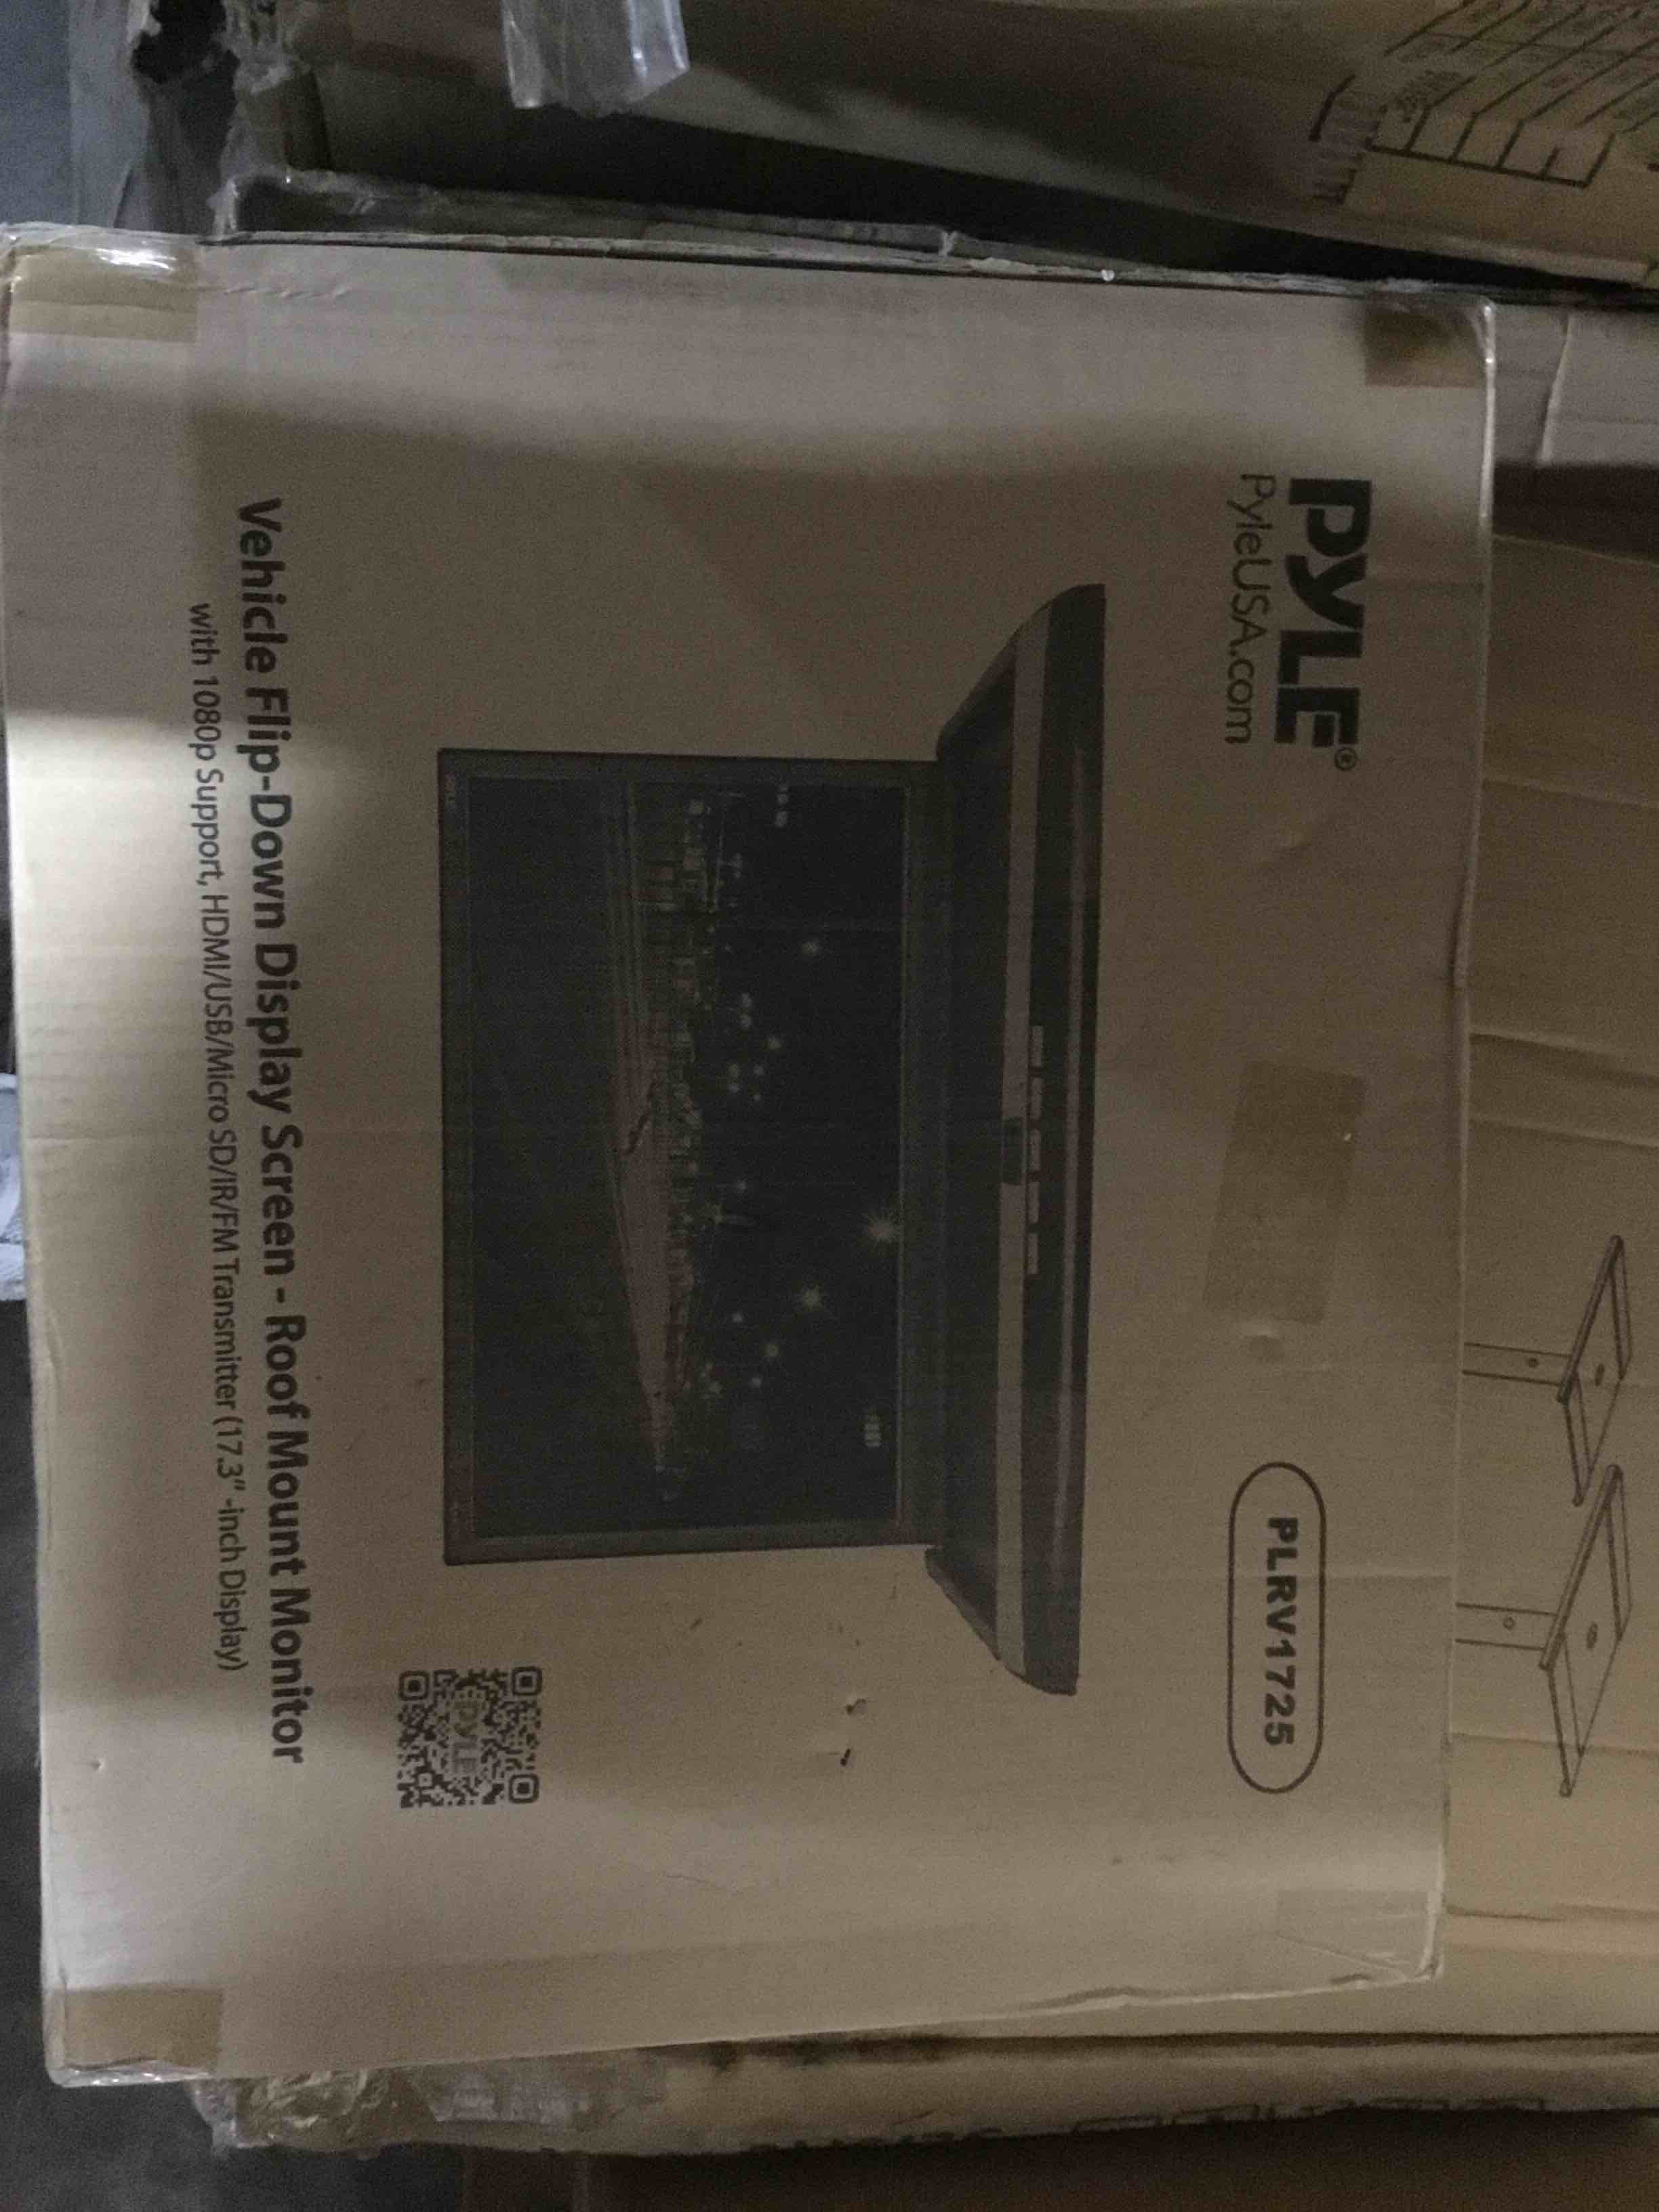 PYLE®
PyleUSA.com
PLRV1725
PYLE
Vehicle Flip-Down Display Screen - Roof Mount Monitor
with 1080p Support, HDMI/USB/Micro SD/IR/FM Transmitter (17.3" -inch Display)